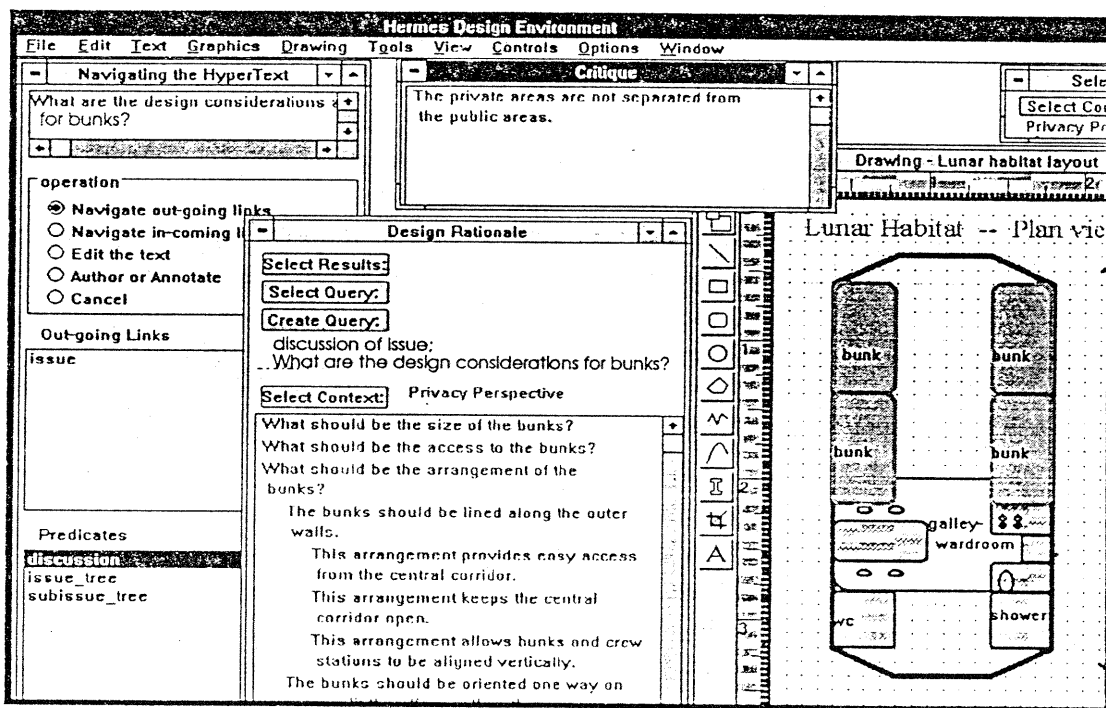 Hermes Design Environment
File Edit Text Graphics Drawing Tools View Controls Options Window
Navigating the HyperText
What are the design considerations
for bunks?
operation
Navigate out-going links
Navigate in-coming li
Edit the text
Author or Annotate
Cancel
Out-going Links
issue
Predicates
discussion
issue_tree
subissue_tree
Critique
The private areas are not separated from
the public areas.
Design Rationale
Select Results:
Select Query:
Create Query:
discussion of issue;
What are the design considerations for bunks?
Select Context: Privacy Perspective
What should be the size of the bunks?
What should be the access to the bunks?
What should be the arrangement of the
bunks?
The bunks should be lined along the outer
walls.
This arrangement provides easy access
from the central corridor.
This arrangement keeps the central
corridor open.
This arrangement allows bunks and crew
stations to be aligned vertically.
The bunks should be oriented one way on
Sele
Select Co
Privacy P
Drawing - Lunar habitat layout
2
Lunar Habitat -- Plan vie
1
2
3
A
bunk bunk
bunk bunk
galley-
wardroom
wc shower